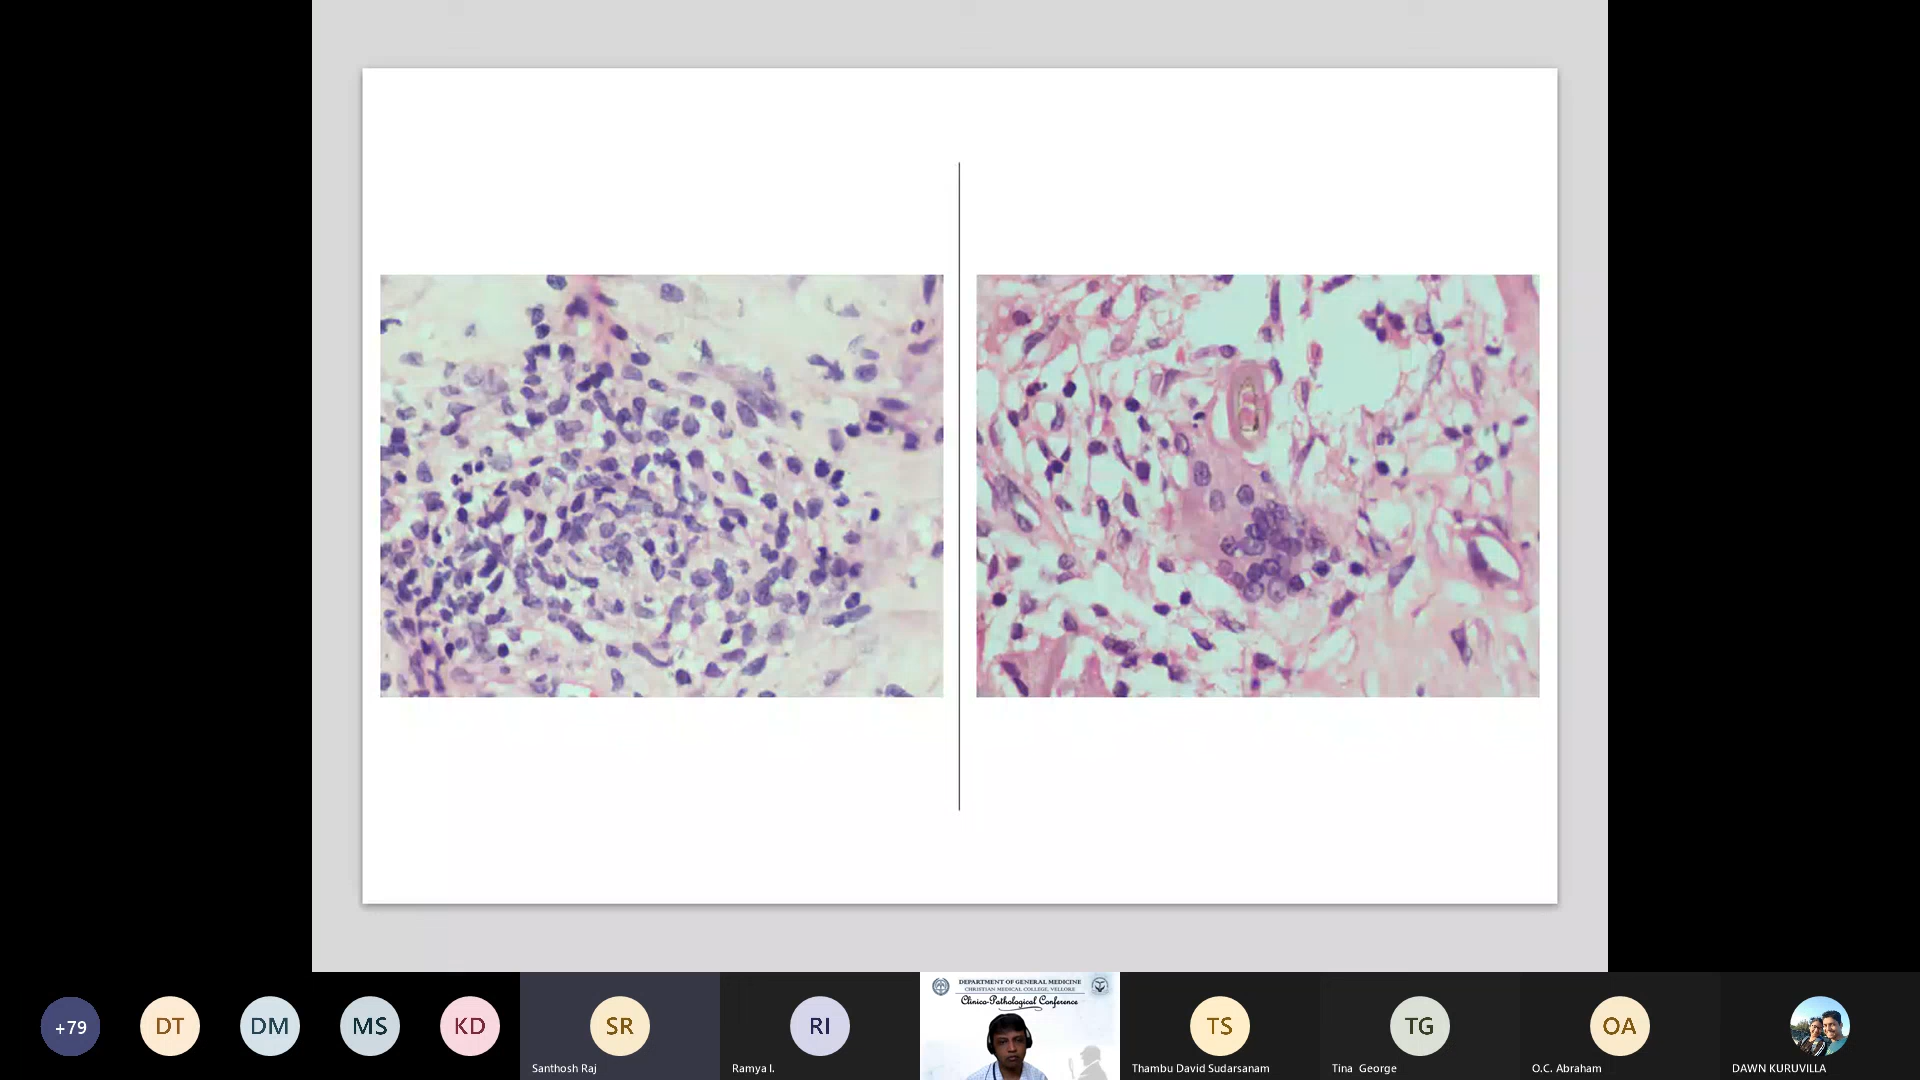 DEPARTMENT OF GENERAL MEDICINE
CHRISTIAN MEDICAL COLLEGE, VELLORE
Clinico-Pathological Conference
+79
DT
DM
MS
KD
SR
RI
TS
TG
OA
Santhosh Raj
Ramya I.
Thambu David Sudarsanam
Tina George
O.C. Abraham
DAWN KURUVILLA